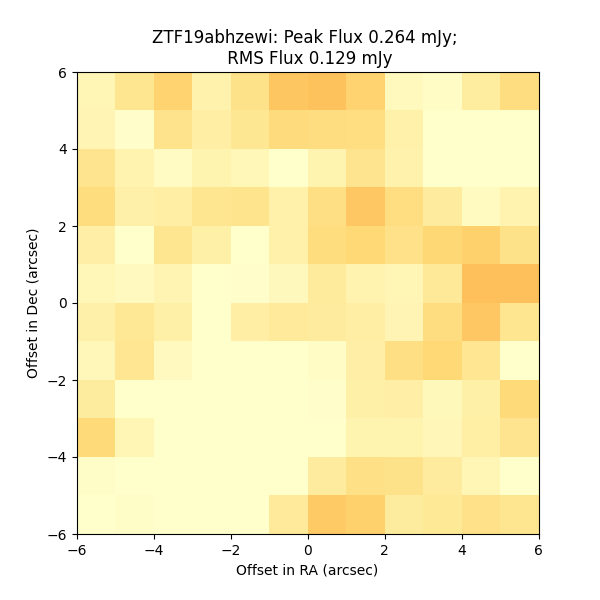 ZTF19abhzewi: Peak Flux 0.264 mJy;
RMS Flux 0.129 mJy
6
4
2
0
−2
−4
−6
Offset in Dec (arcsec)
−6 −4 −2 0 2 4 6
Offset in RA (arcsec)